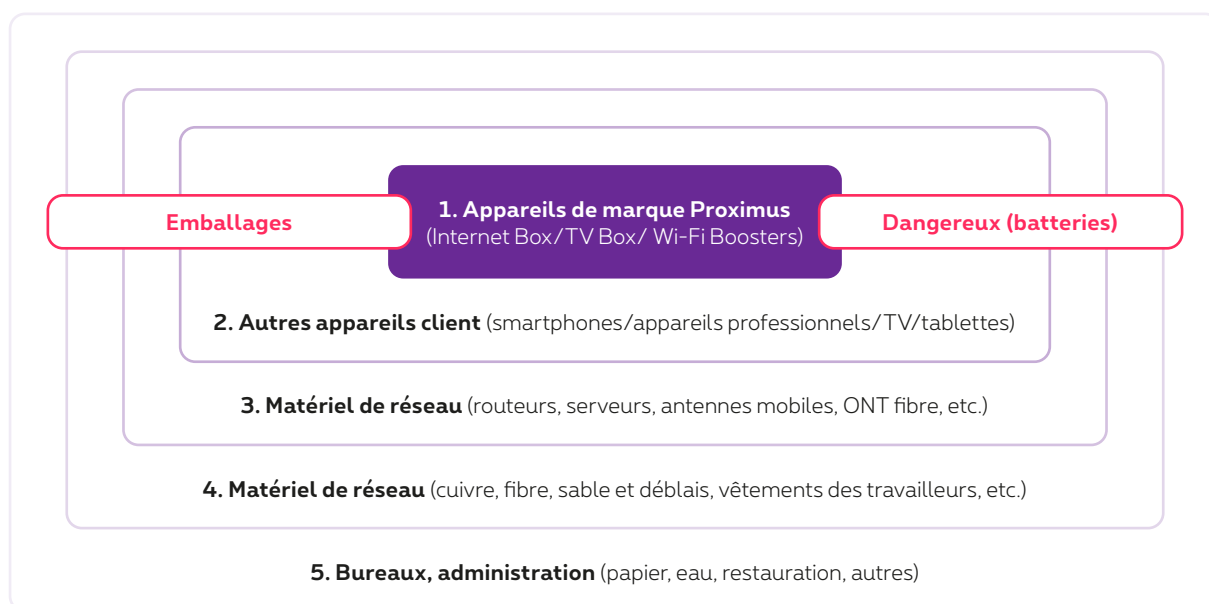 Emballages
1. Appareils de marque Proximus
(Internet Box/TV Box/ Wi-Fi Boosters)
Dangereux (batteries)
2. Autres appareils client (smartphones/appareils professionnels/TV/tablettes)
3. Matériel de réseau (routeurs, serveurs, antennes mobiles, ONT fibre, etc.)
4. Matériel de réseau (cuivre, fibre, sable et déblais, vêtements des travailleurs, etc.)
5. Bureaux, administration (papier, eau, restauration, autres)